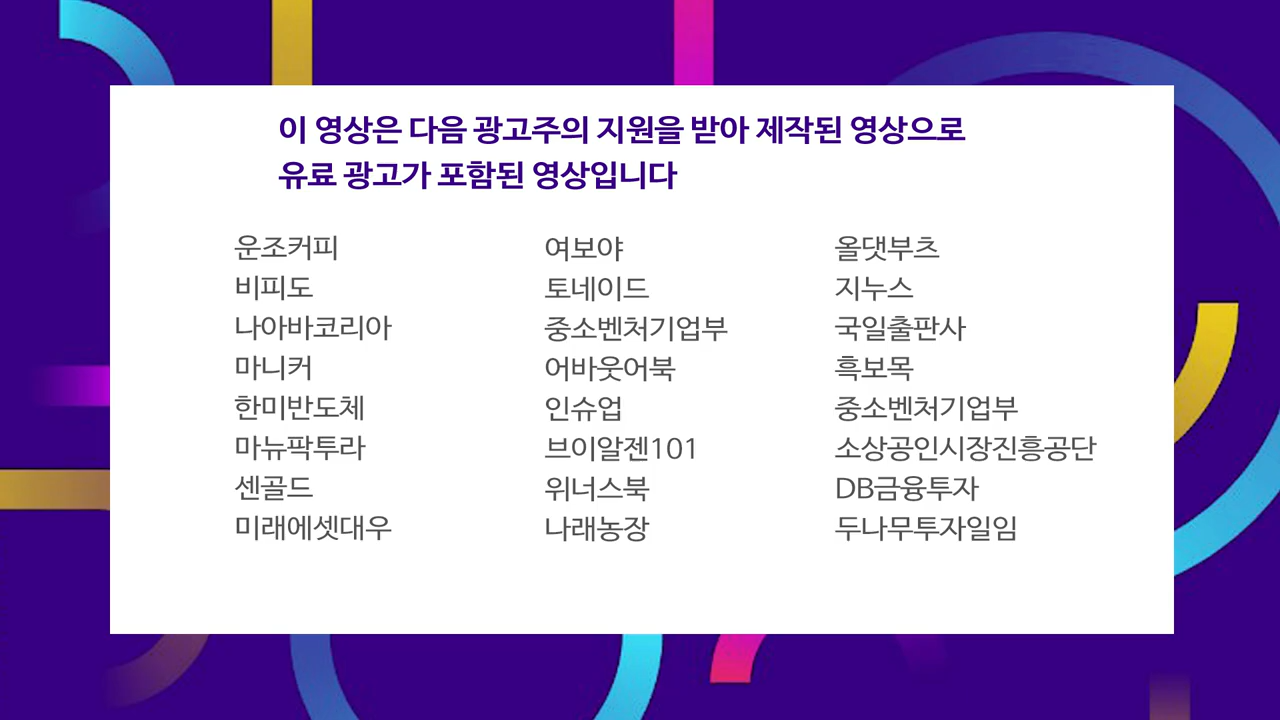 이 영상은 다음 광고주의 지원을 받아 제작된 영상으로
유료 광고가 포함된 영상입니다
운조커피
비피도
나아바코리아
마니커
한미반도체
마뉴팍투라
센골드
미래에셋대우
여보야
토네이드
중소벤처기업부
어바웃어북
인슈업
브이알젠101
위너스북
나래농장
올댓부츠
지누스
국일출판사
흑보목
중소벤처기업부
소상공인시장진흥공단
DB금융투자
두나무투자일임